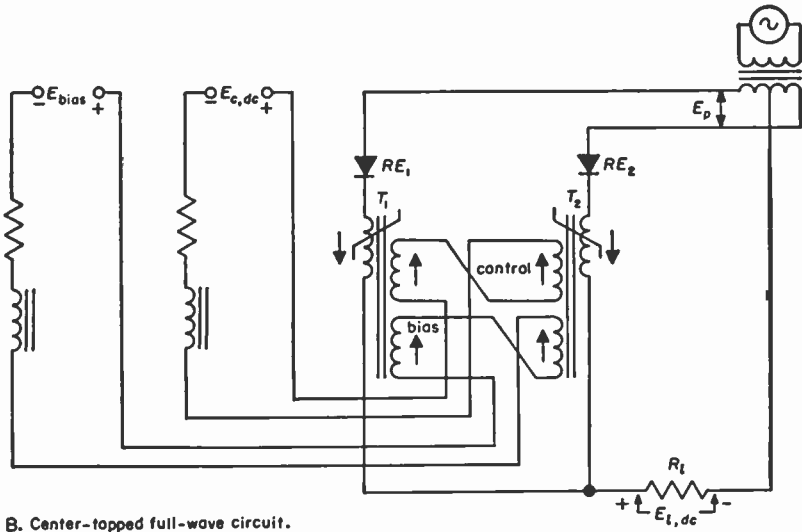 E_bias
− +
E_c,dc
− +
E_p
RE_1
RE_2
T_1
T_2
control
bias
R_l
+ −
E_l,dc
B. Center-tapped full-wave circuit.